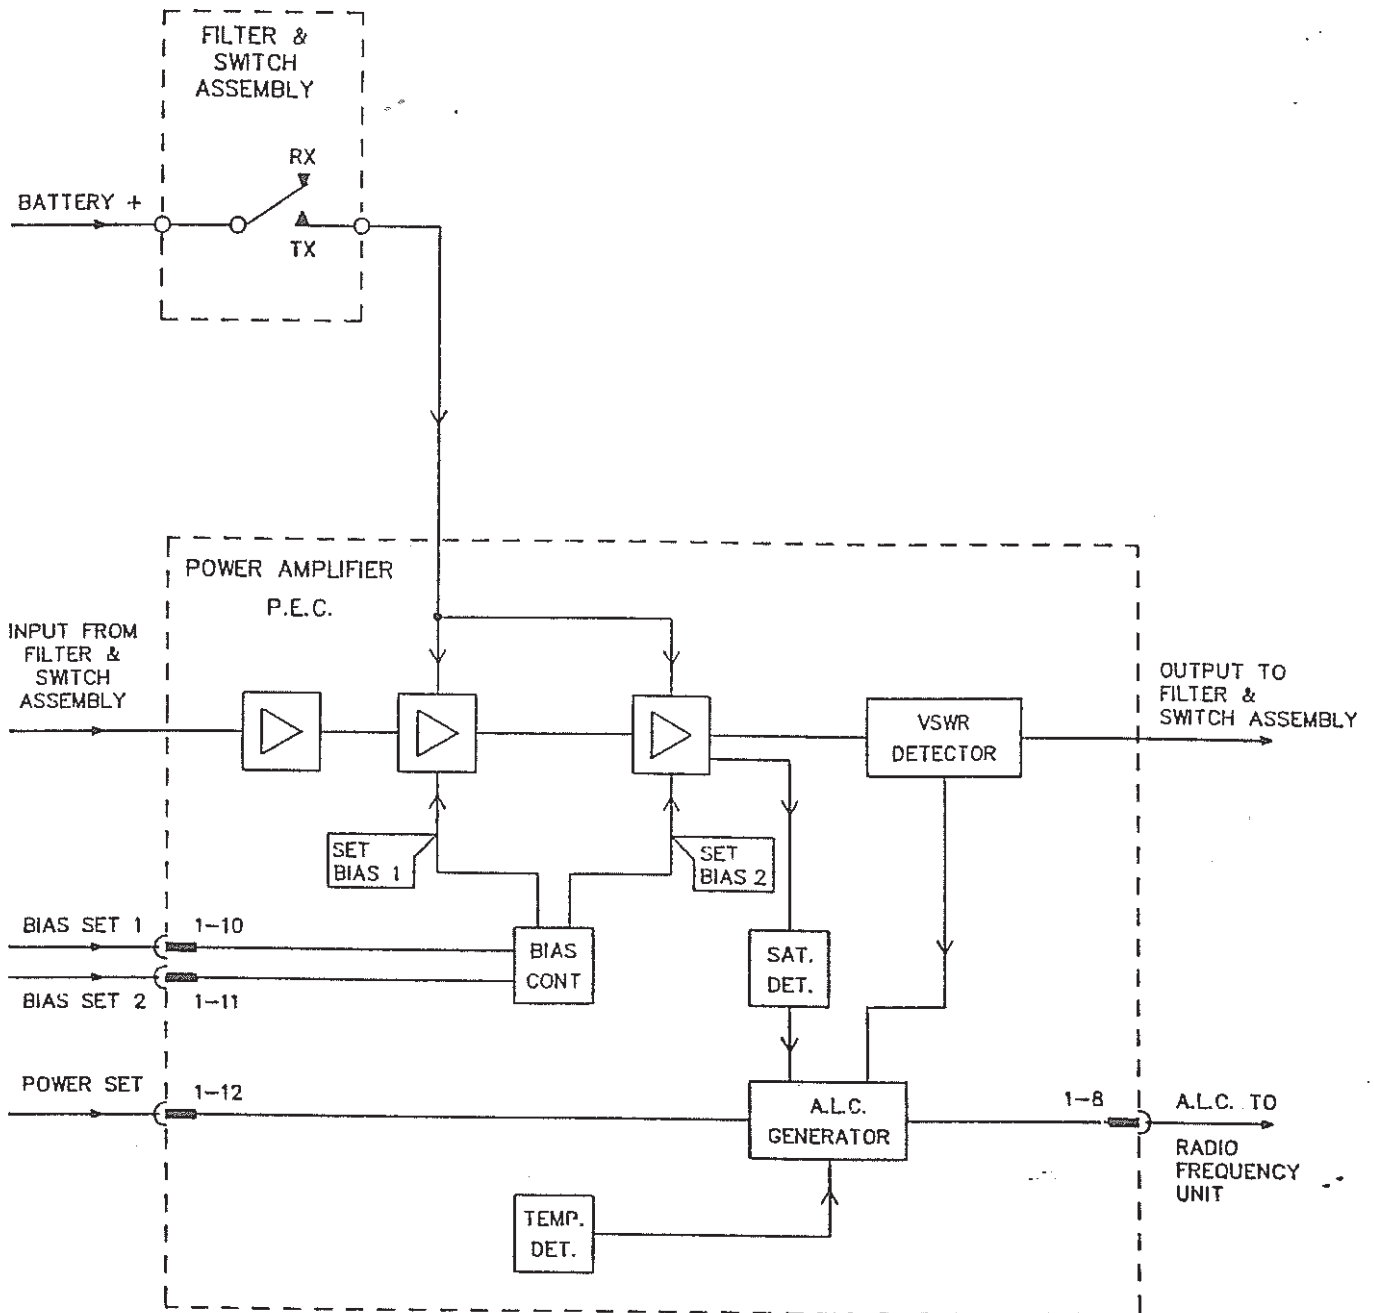 FILTER &
SWITCH
ASSEMBLY
RX
BATTERY +
TX
POWER AMPLIFIER
P.E.C.
INPUT FROM
FILTER &
SWITCH
ASSEMBLY
OUTPUT TO
FILTER &
SWITCH ASSEMBLY
VSWR
DETECTOR
SET
BIAS 1
SET
BIAS 2
BIAS SET 1
1-10
BIAS
CONT
SAT.
DET.
BIAS SET 2
1-11
POWER SET
1-12
A.L.C.
GENERATOR
1-8
A.L.C. TO
RADIO
FREQUENCY
UNIT
TEMP.
DET.